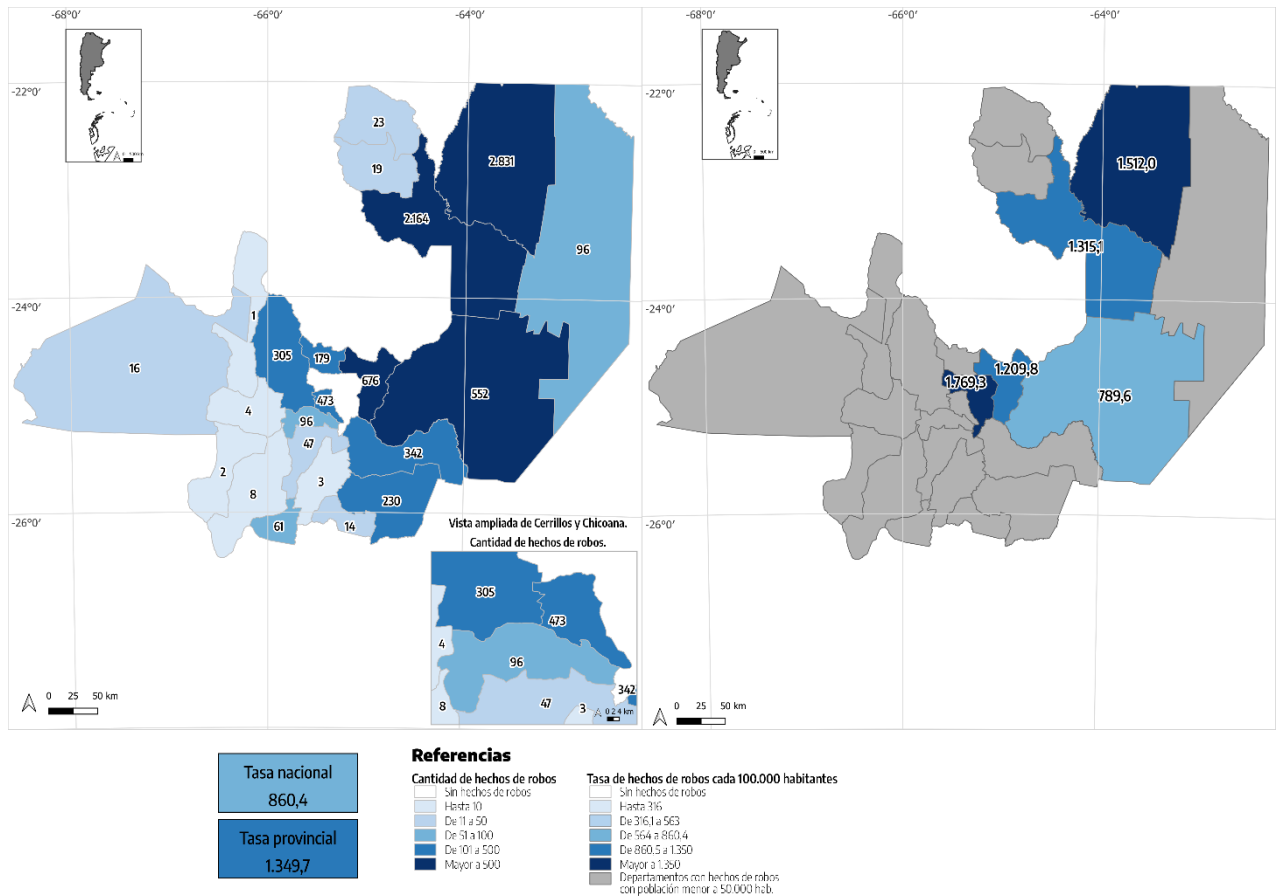 -68°0'
-66°0'
-64°0'
-66°0'
-64°0'
-22°0'
-22°0'
23
19
2.831
2.164
96
1.512,0
1.315,1
-24°0'
-24°0'
1
305
179
676
16
473
552
4
96
47
342
2
8
3
230
61
14
1.769,3
1.209,8
789,6
-26°0'
-26°0'
Vista ampliada de Cerrillos y Chicoana.
Cantidad de hechos de robos.
305
473
4
96
342
8
47
3
0 2 4 km
0 25 50 km
0 25 50 km
Tasa nacional
860,4
Tasa provincial
1.349,7
Referencias
Cantidad de hechos de robos
Sin hechos de robos
Hasta 10
De 11 a 50
De 51 a 100
De 101 a 500
Mayor a 500
Tasa de hechos de robos cada 100.000 habitantes
Sin hechos de robos
Hasta 316
De 316,1 a 563
De 564 a 860,4
De 860,5 a 1.350
Mayor a 1.350
Departamentos con hechos de robos
con población menor a 50.000 hab.